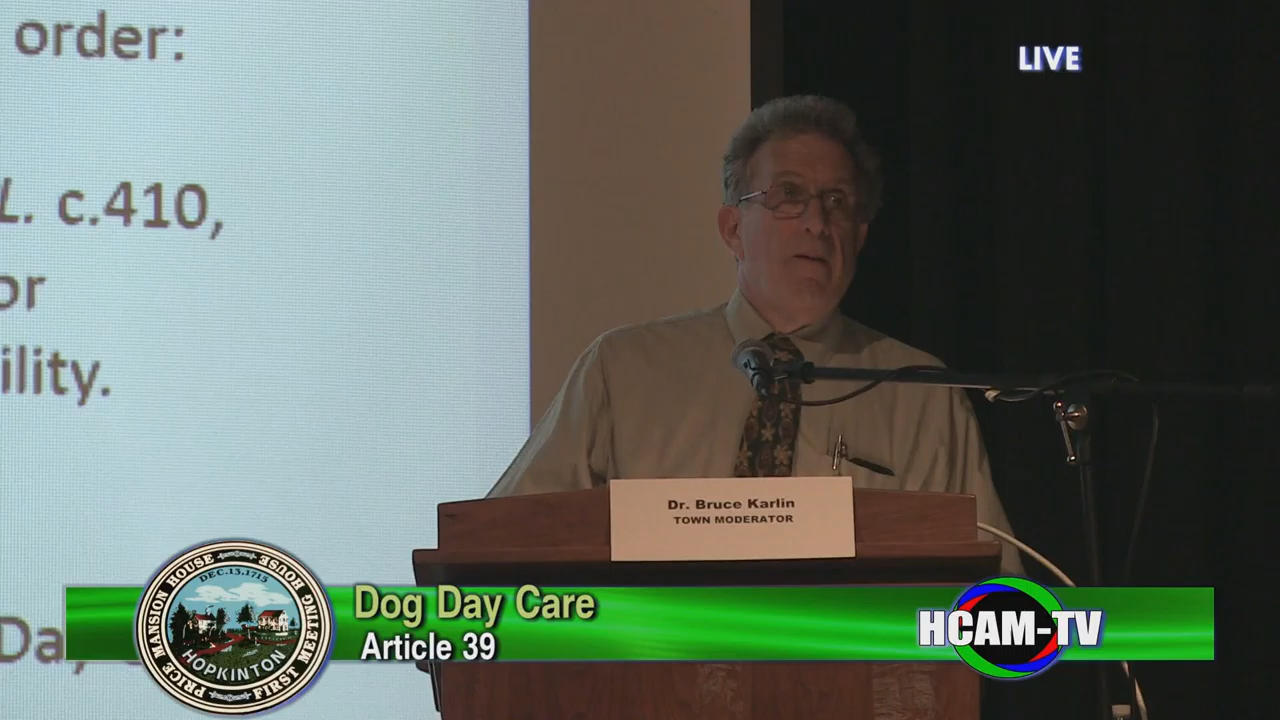 order:
LIVE
L. c.410,
or
ility.
Dr. Bruce Karlin
TOWN MODERATOR
Dog Day Care
Article 39
HCAM-TV
PRICE MANSION HOUSE
HOUSE
FIRST MEETING
DEC.13.1715
HOPKINTON
Da